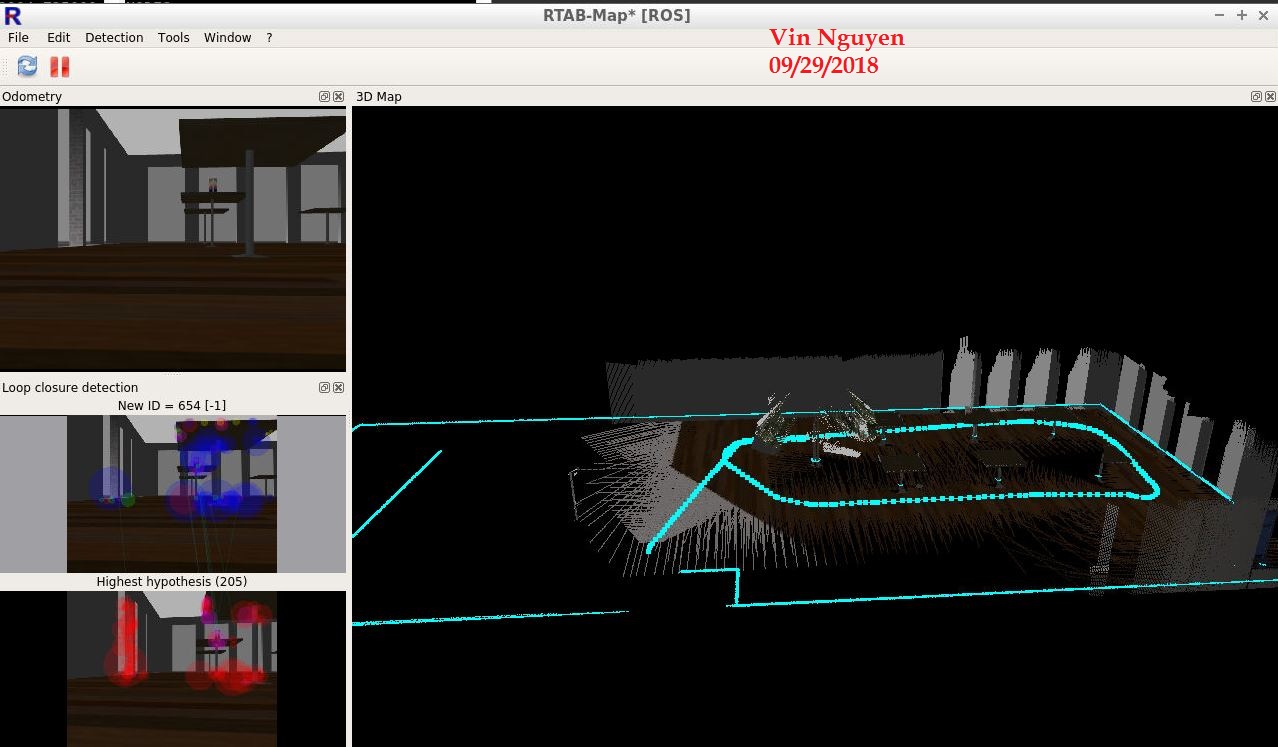 RTAB-Map* [ROS]
File Edit Detection Tools Window ?
Vin Nguyen
09/29/2018
Odometry
3D Map
Loop closure detection
New ID = 654 [-1]
Highest hypothesis (205)